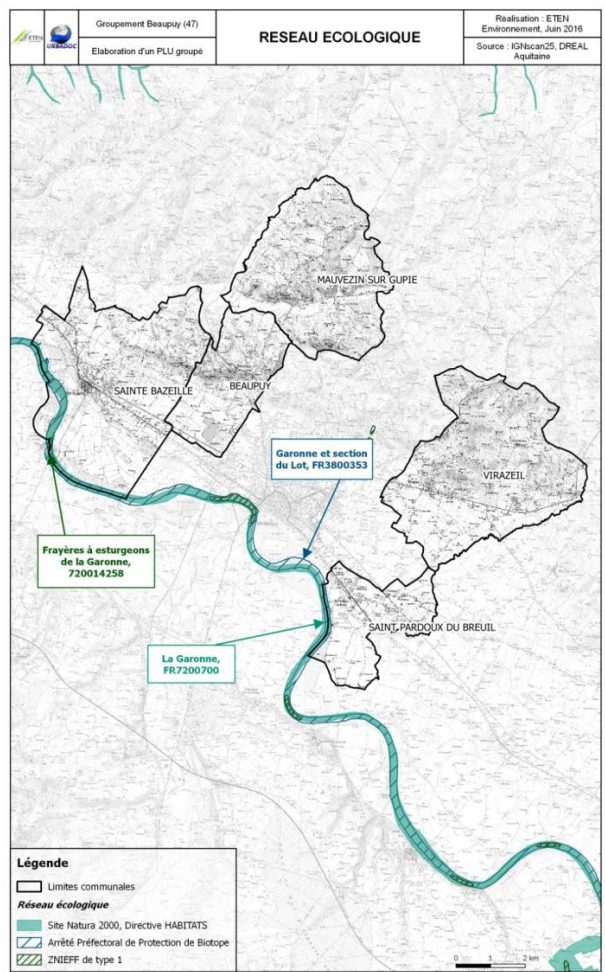 ETEN
URBADOC
Groupement Beaupuy (47)
Elaboration d'un PLU groupé
RESEAU ECOLOGIQUE
Réalisation : ETEN
Environnement, Juin 2016
Source : IGNscan25, DREAL
Aquitaine
MAUVEZIN SUR GUPIE
SAINTE BAZEILLE
BEAUPUY
VIRAZEIL
Garonne et section
du Lot, FR3800353
Frayères à esturgeons
de la Garonne,
720014258
SAINT PARDOUX DU BREUIL
La Garonne,
FR7200700
Légende
Limites communales
Réseau écologique
Site Natura 2000, Directive HABITATS
Arrêté Préfectoral de Protection de Biotope
ZNIEFF de type 1
0 1 2 km